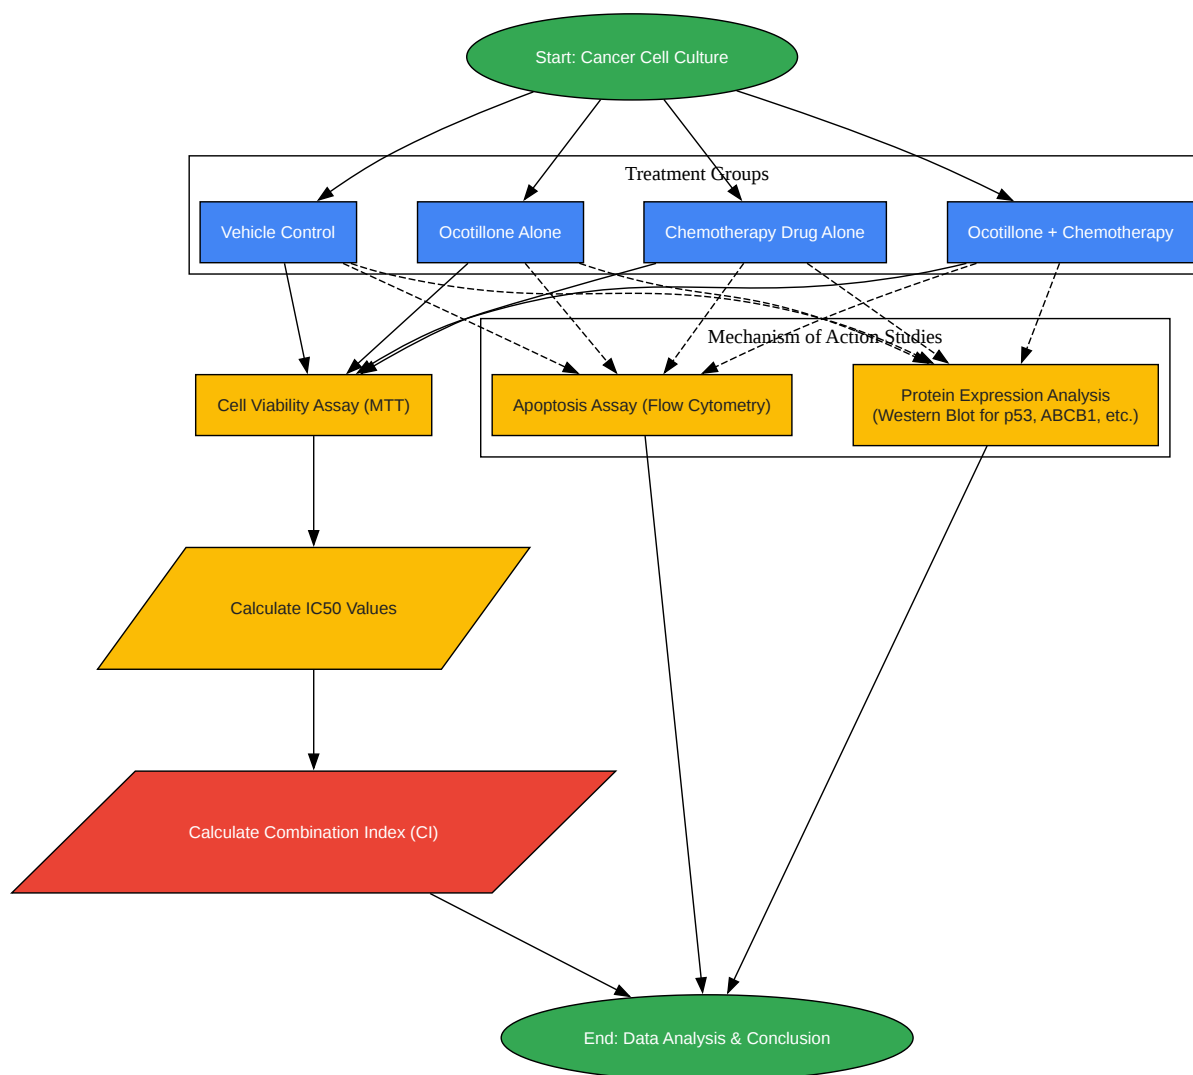 Start: Cancer Cell Culture
Treatment Groups
Vehicle Control
Ocotillone Alone
Chemotherapy Drug Alone
Ocotillone + Chemotherapy
Mechanism of Action Studies
Cell Viability Assay (MTT)
Apoptosis Assay (Flow Cytometry)
Protein Expression Analysis
(Western Blot for p53, ABCB1, etc.)
Calculate IC50 Values
Calculate Combination Index (CI)
End: Data Analysis & Conclusion